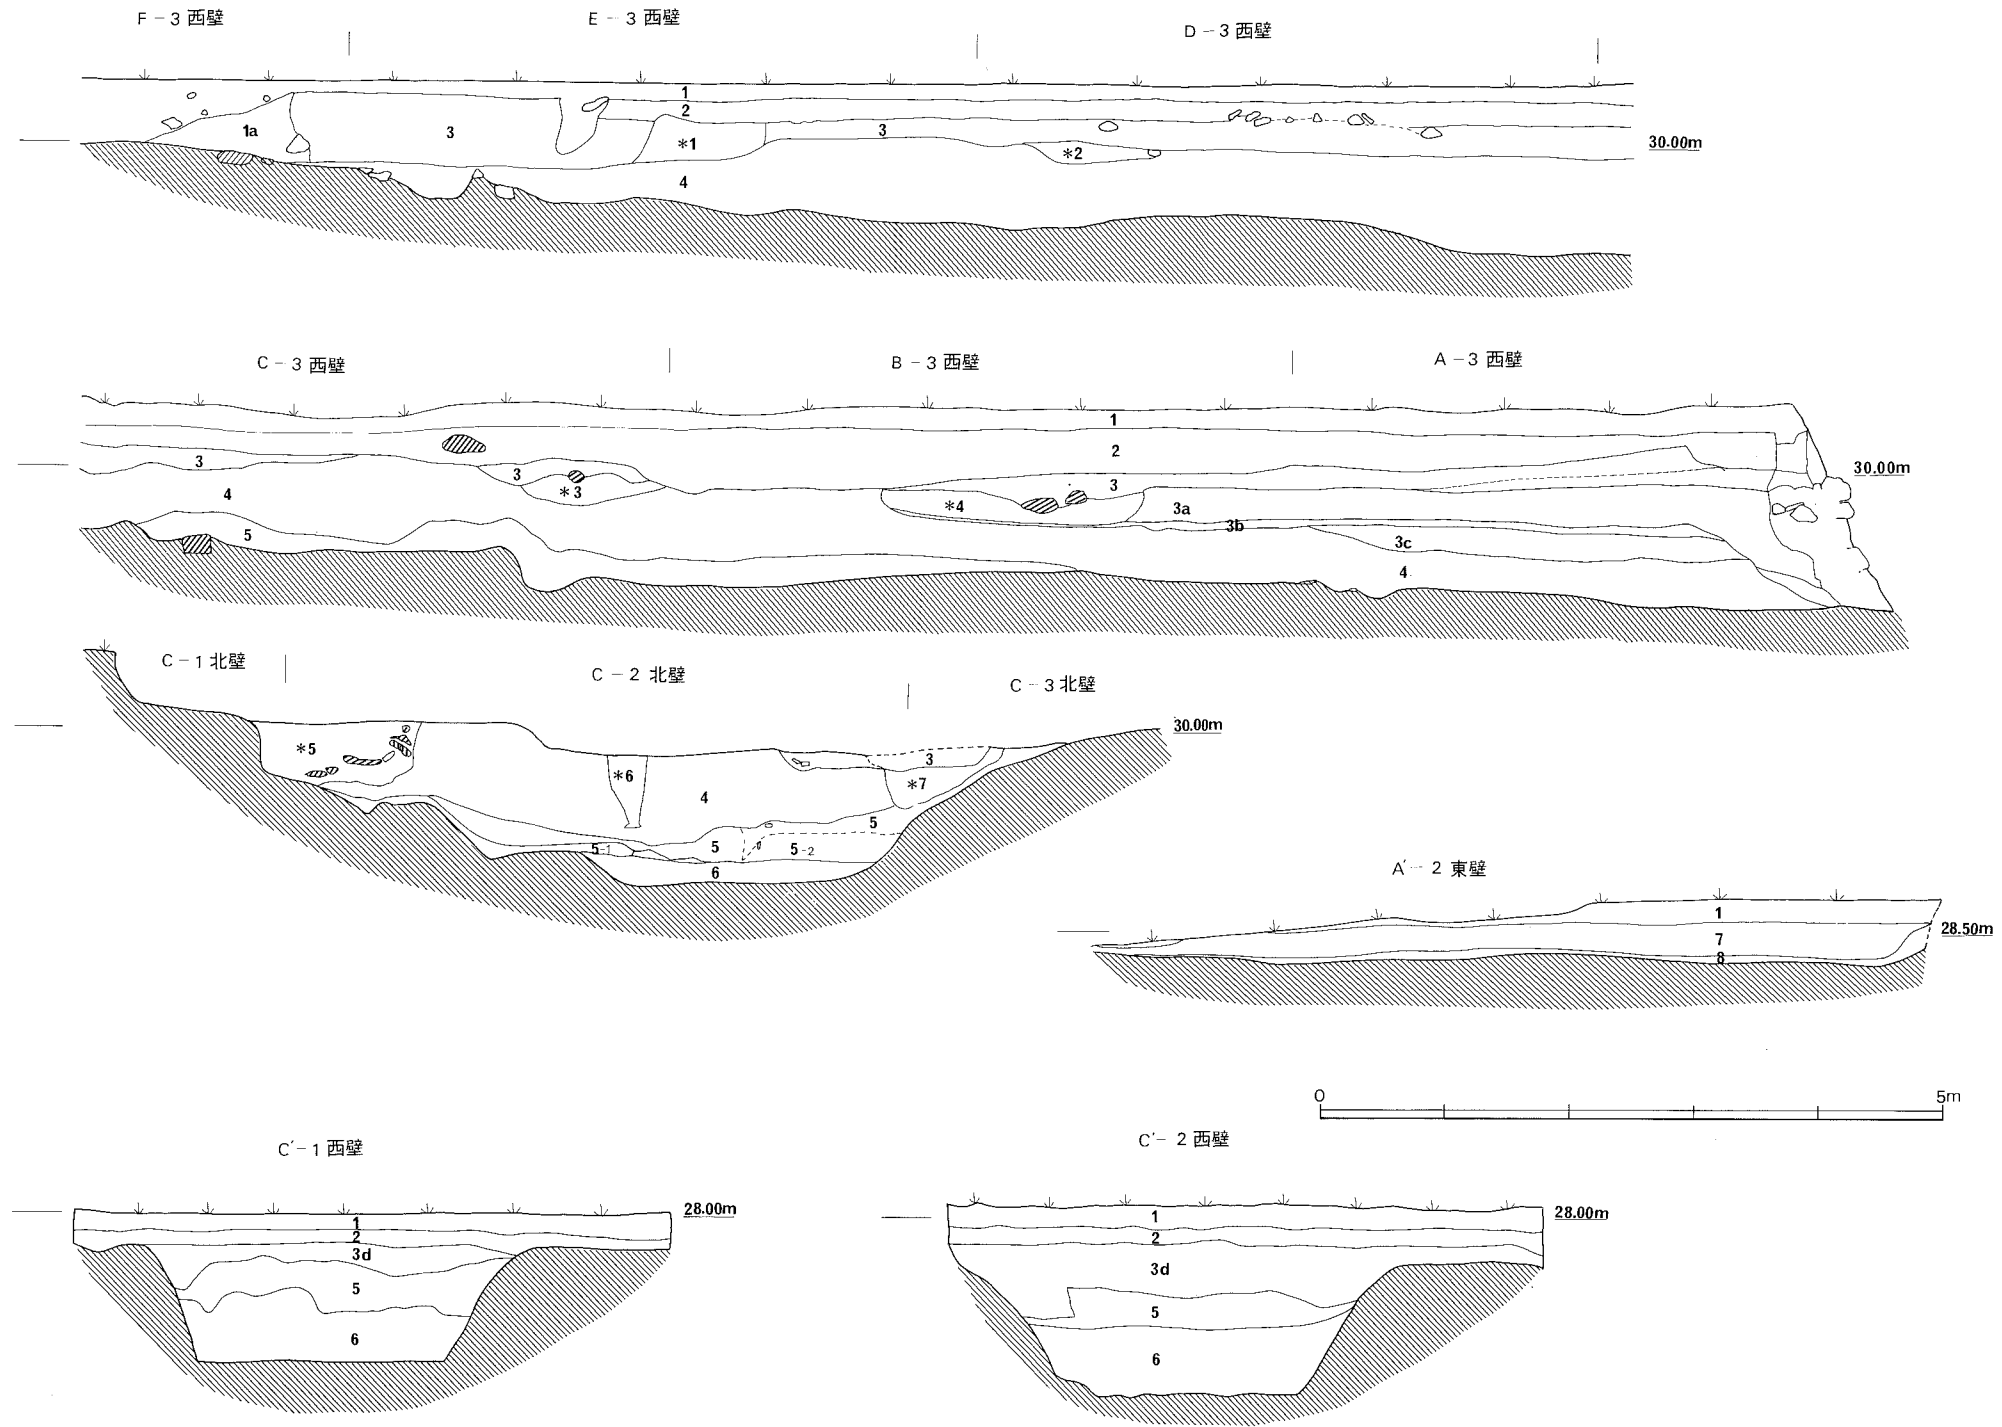 F－3 西壁　E－3 西壁　D－3 西壁
1
2
1a　3　*1　3　*2
30.00m
4
C－3 西壁　B－3 西壁　A－3 西壁
1
2
3　3　*3　3　30.00m
4　*4　3a
5　3b
3c
4
C－1 北壁　C－2 北壁　C－3 北壁
30.00m
*5　*6　3
4　*7
5
5-1　5　5-2
6
A′－2 東壁
1
7　28.50m
8
0　5m
C′－1 西壁　C′－2 西壁
1　28.00m　1　28.00m
2　2
3d　3d
5　5
6　6